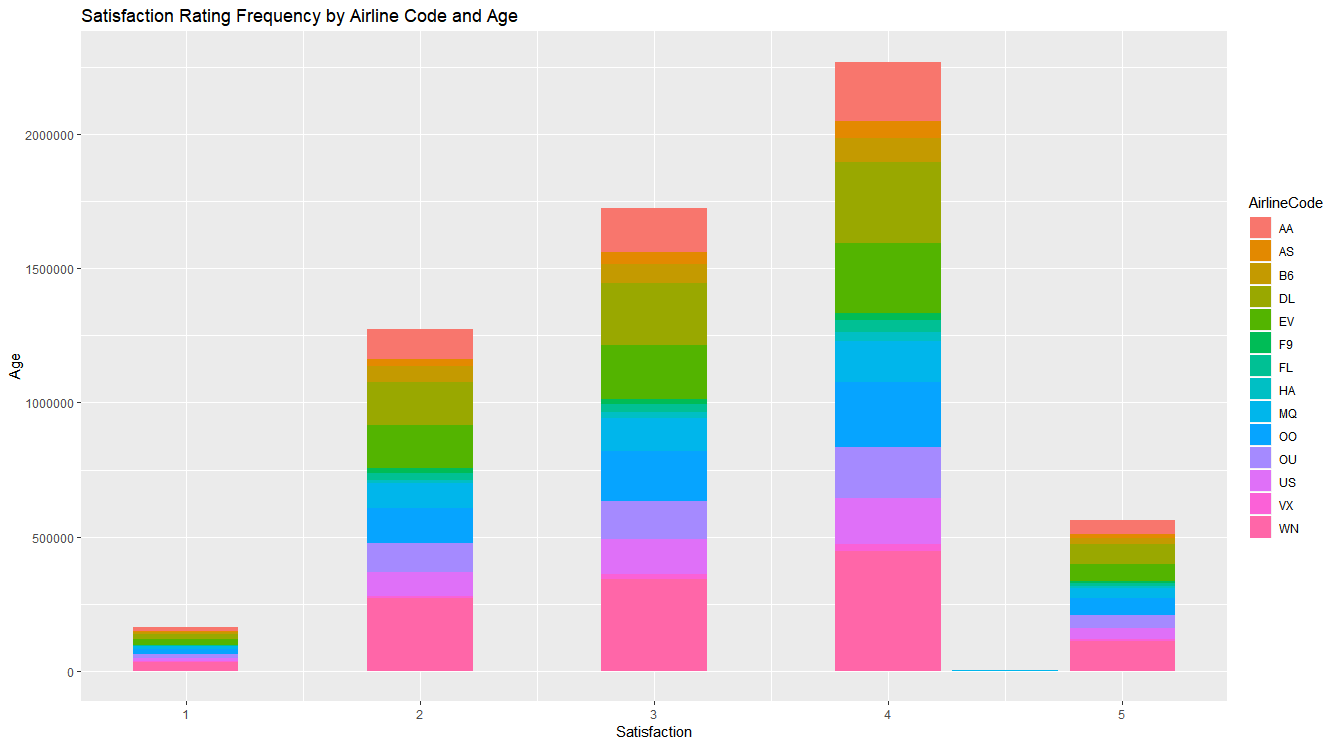 Satisfaction Rating Frequency by Airline Code and Age
Age
2000000
1500000
1000000
500000
0
1 2 3 4 5
Satisfaction
AirlineCode
AA
AS
B6
DL
EV
F9
FL
HA
MQ
OO
OU
US
VX
WN